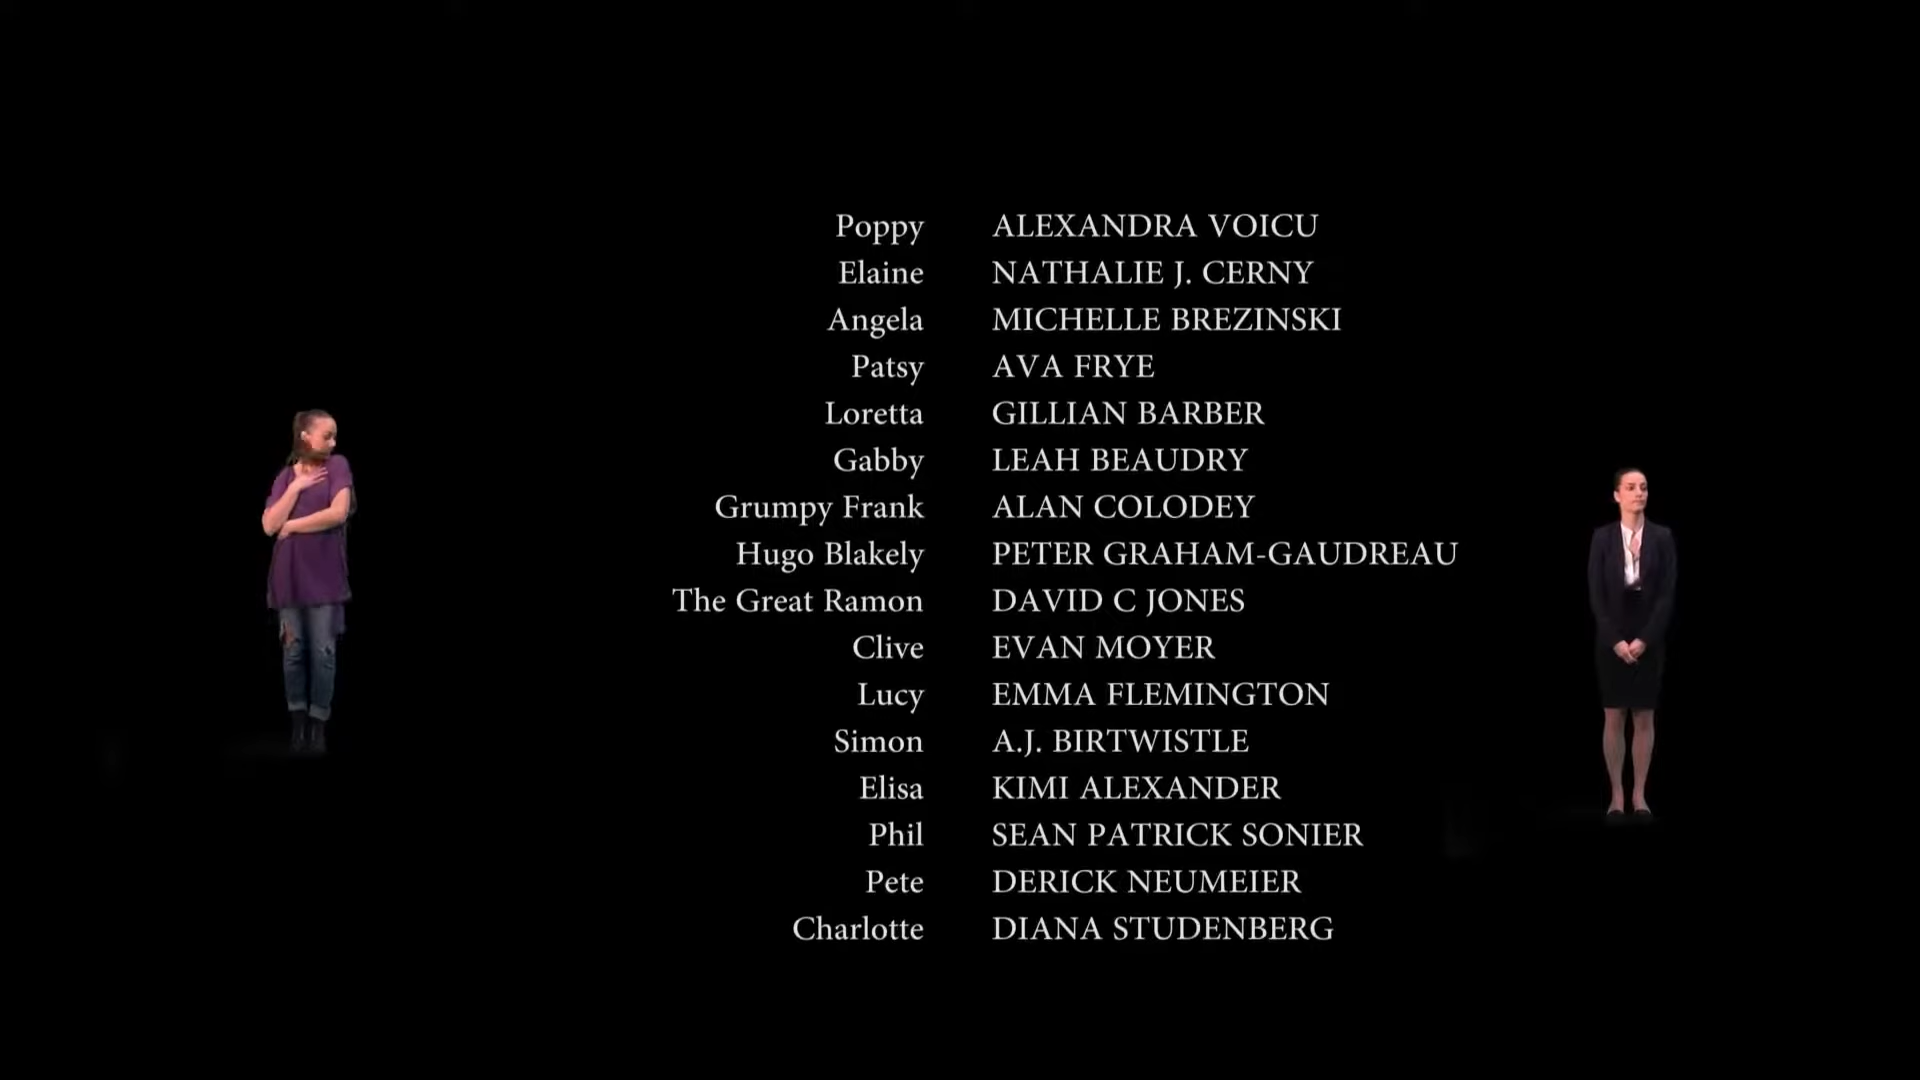 Poppy ALEXANDRA VOICU
Elaine NATHALIE J. CERNY
Angela MICHELLE BREZINSKI
Patsy AVA FRYE
Loretta GILLIAN BARBER
Gabby LEAH BEAUDRY
Grumpy Frank ALAN COLODEY
Hugo Blakely PETER GRAHAM-GAUDREAU
The Great Ramon DAVID C JONES
Clive EVAN MOYER
Lucy EMMA FLEMINGTON
Simon A.J. BIRTWISTLE
Elisa KIMI ALEXANDER
Phil SEAN PATRICK SONIER
Pete DERICK NEUMEIER
Charlotte DIANA STUDENBERG